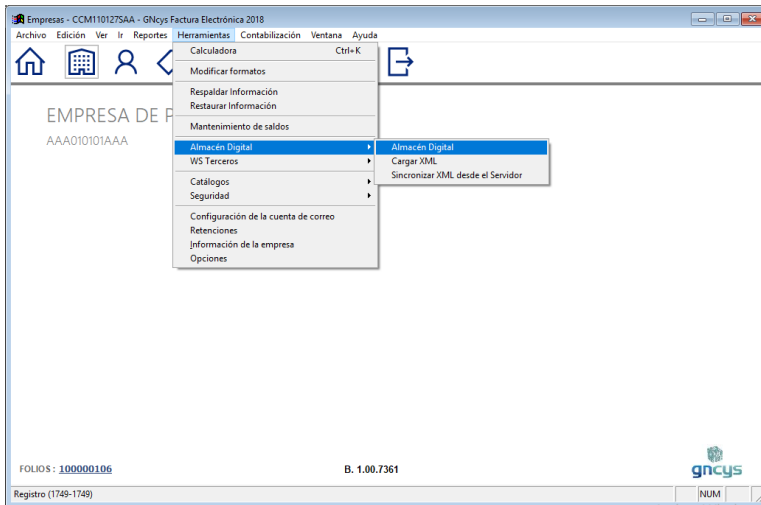 Empresas - CCM110127SAA - GNcys Factura Electrónica 2018
Archivo Edición Ver Ir Reportes Herramientas Contabilización Ventana Ayuda
Calculadora Ctrl+K
Modificar formatos
Respaldar Información
Restaurar Información
Mantenimiento de saldos
Almacén Digital
WS Terceros
Catálogos
Seguridad
Configuración de la cuenta de correo
Retenciones
Información de la empresa
Opciones
Almacén Digital
Cargar XML
Sincronizar XML desde el Servidor
EMPRESA DE P
AAA010101AAA
FOLIOS : 100000106
B. 1.00.7361
gncys
Registro (1749-1749)
NUM